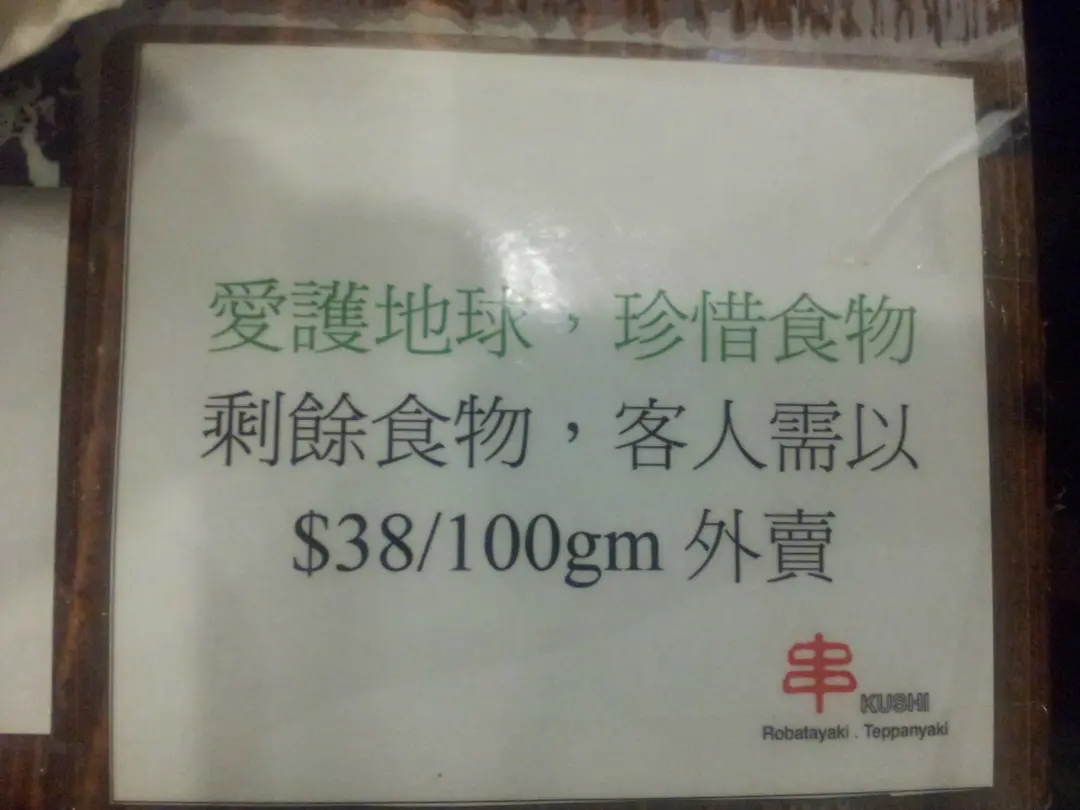 愛護地球，珍惜食物
剩餘食物，客人需以
$38/100gm 外賣
串 KUSHI
Robatayaki . Teppanyaki